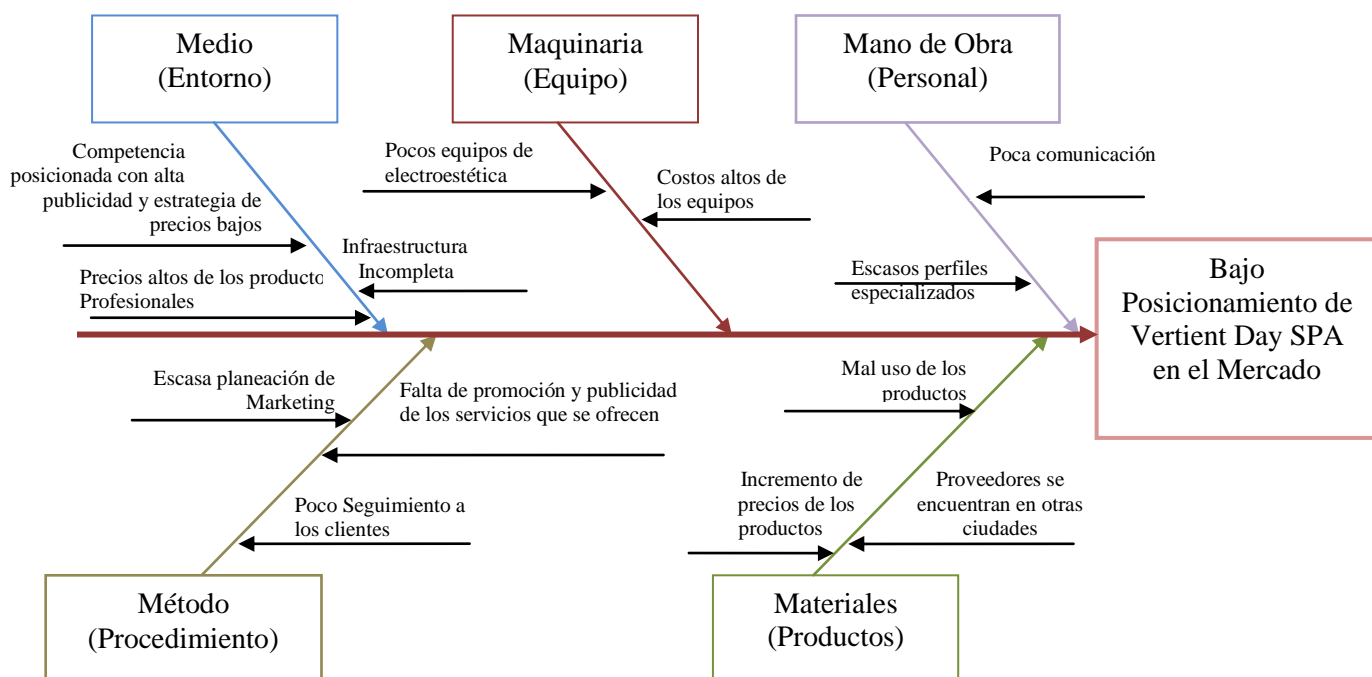 Medio
(Entorno)
Maquinaria
(Equipo)
Mano de Obra
(Personal)
Competencia
posicionada con alta
publicidad y estrategia de
precios bajos
Infraestructura
Incompleta
Precios altos de los producto
Profesionales
Pocos equipos de
electroestética
Costos altos de
los equipos
Poca comunicación
Escasos perfiles
especializados
Bajo
Posicionamiento de
Vertient Day SPA
en el Mercado
Escasa planeación de
Marketing
Falta de promoción y publicidad
de los servicios que se ofrecen
Poco Seguimiento a
los clientes
Mal uso de los
productos
Incremento de
precios de los
productos
Proveedores se
encuentran en otras
ciudades
Método
(Procedimiento)
Materiales
(Productos)